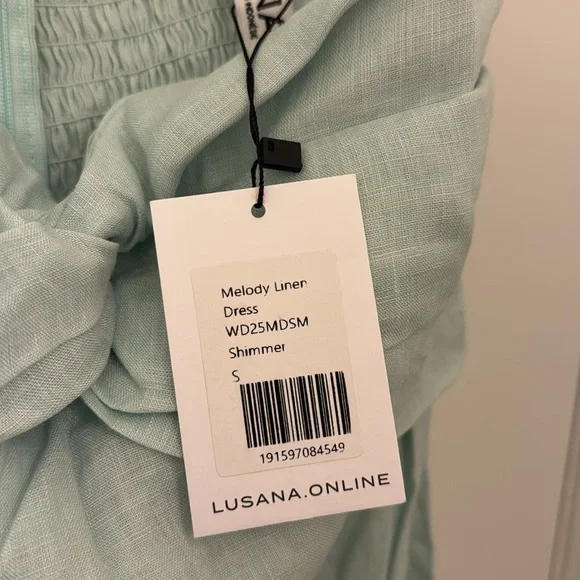 Melody Linen
Dress
WD25MDSM
Shimmer
S
191597084549
LUSANA.ONLINE